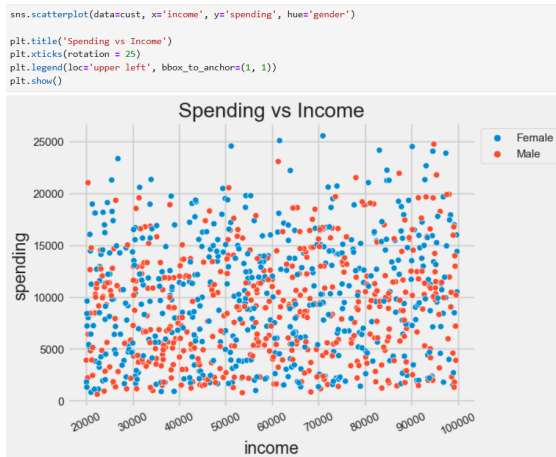 sns.scatterplot(data=cust, x='income', y='spending', hue='gender')
plt.title('Spending vs Income')
plt.xticks(rotation = 25)
plt.legend(loc='upper left', bbox_to_anchor=(1, 1))
plt.show()
Spending vs Income
Female
Male
25000
20000
15000
10000
5000
0
spending
20000 30000 40000 50000 60000 70000 80000 90000 100000
income